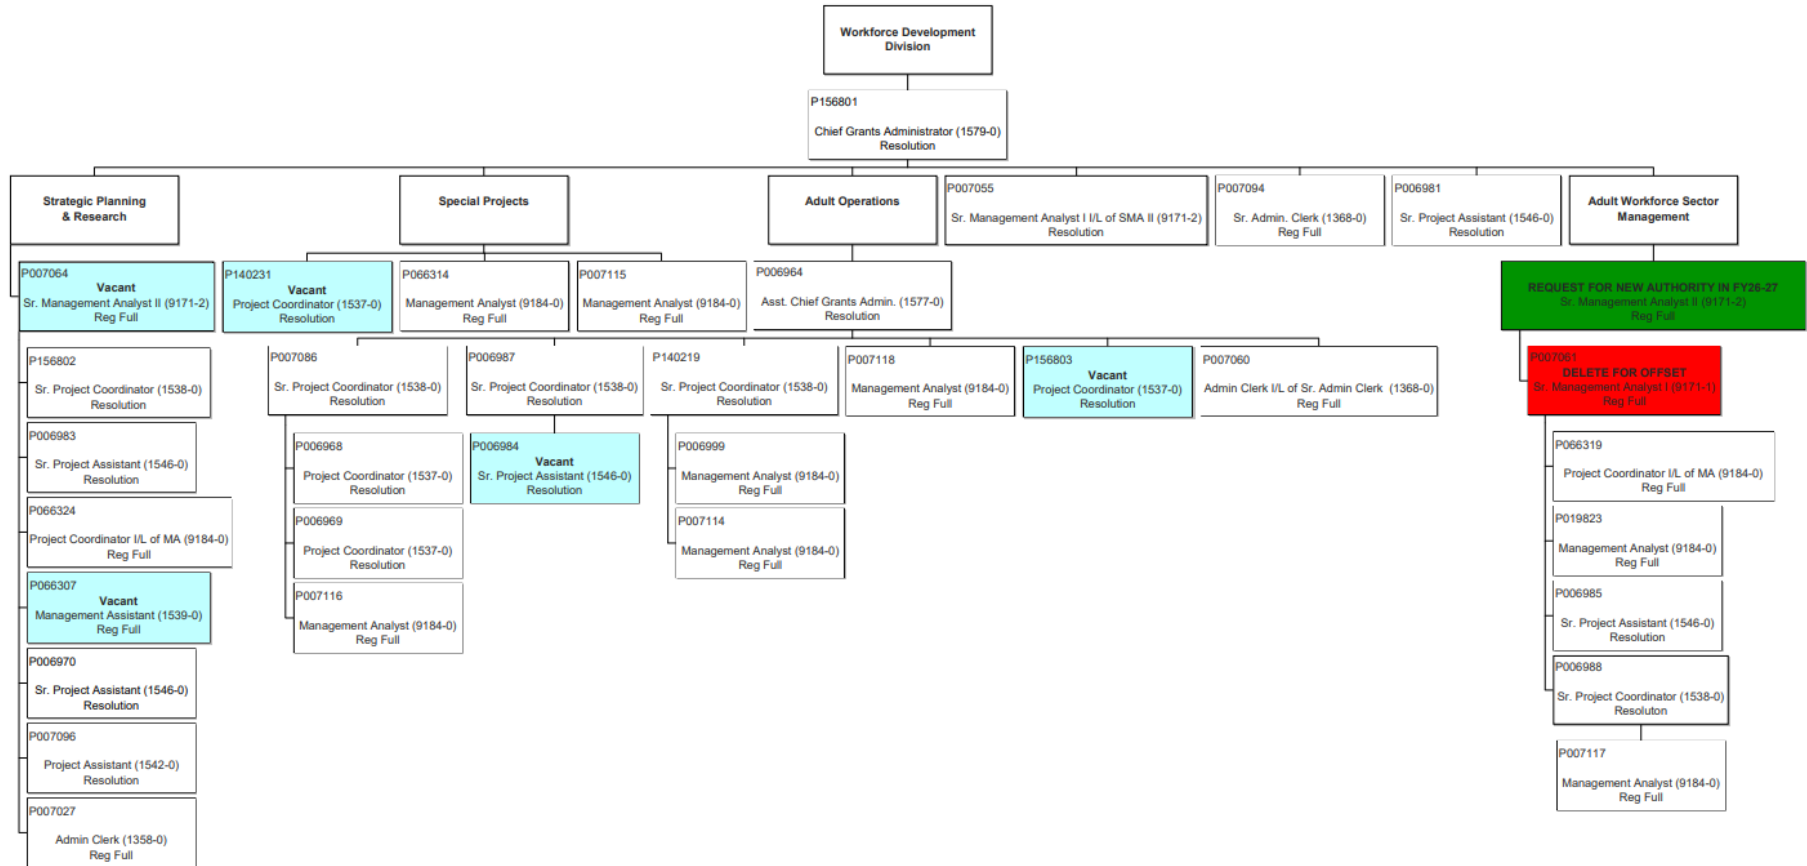 Workforce Development
Division
P156801
Chief Grants Administrator (1579-0)
Resolution
Strategic Planning
& Research
Special Projects
Adult Operations
P007055
Sr. Management Analyst I I/L of SMA II (9171-2)
Resolution
P007094
Sr. Admin. Clerk (1368-0)
Reg Full
P006981
Sr. Project Assistant (1546-0)
Resolution
Adult Workforce Sector
Management
P007064
Vacant
Sr. Management Analyst II (9171-2)
Reg Full
P140231
Vacant
Project Coordinator (1537-0)
Resolution
P066314
Management Analyst (9184-0)
Reg Full
P007115
Management Analyst (9184-0)
Reg Full
P006964
Asst. Chief Grants Admin. (1577-0)
Resolution
REQUEST FOR NEW AUTHORITY IN FY26-27
Sr. Management Analyst II (9171-2)
Reg Full
P156802
Sr. Project Coordinator (1538-0)
Resolution
P007086
Sr. Project Coordinator (1538-0)
Resolution
P006987
Sr. Project Coordinator (1538-0)
Resolution
P140219
Sr. Project Coordinator (1538-0)
Resolution
P007118
Management Analyst (9184-0)
Reg Full
P156803
Vacant
Project Coordinator (1537-0)
Resolution
P007060
Admin Clerk I/L of Sr. Admin Clerk (1368-0)
Reg Full
P007061
DELETE FOR OFFSET
Sr. Management Analyst I (9171-1)
Reg Full
P006983
Sr. Project Assistant (1546-0)
Resolution
P006968
Project Coordinator (1537-0)
Resolution
P006984
Vacant
Sr. Project Assistant (1546-0)
Resolution
P006999
Management Analyst (9184-0)
Reg Full
P066319
Project Coordinator I/L of MA (9184-0)
Reg Full
P066324
Project Coordinator I/L of MA (9184-0)
Reg Full
P006969
Project Coordinator (1537-0)
Resolution
P007114
Management Analyst (9184-0)
Reg Full
P019823
Management Analyst (9184-0)
Reg Full
P066307
Vacant
Management Assistant (1539-0)
Reg Full
P007116
Management Analyst (9184-0)
Reg Full
P006985
Sr. Project Assistant (1546-0)
Resolution
P006970
Sr. Project Assistant (1546-0)
Resolution
P006988
Sr. Project Coordinator (1538-0)
Resoluton
P007096
Project Assistant (1542-0)
Resolution
P007117
Management Analyst (9184-0)
Reg Full
P007027
Admin Clerk (1358-0)
Reg Full